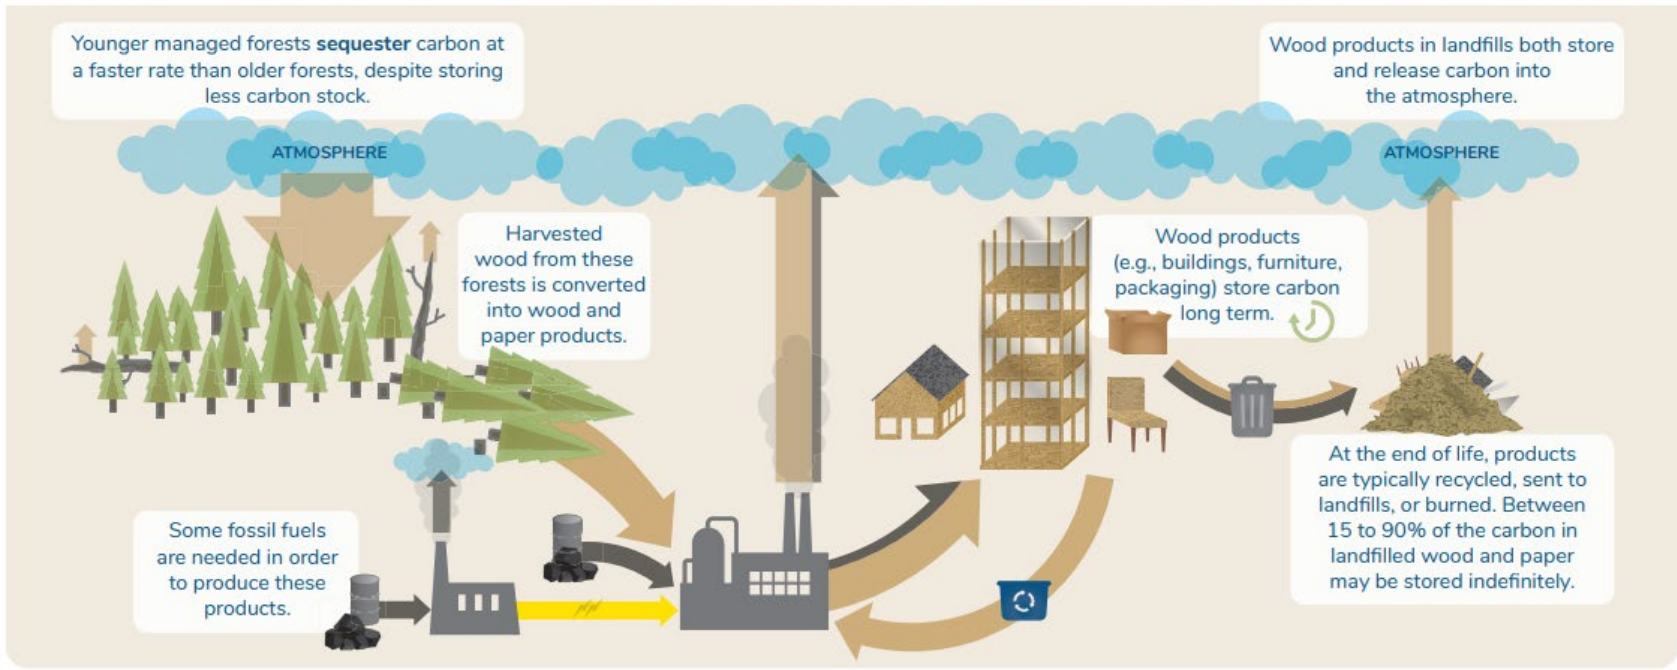 Younger managed forests sequester carbon at
a faster rate than older forests, despite storing
less carbon stock.
Wood products in landfills both store
and release carbon into
the atmosphere.
ATMOSPHERE
ATMOSPHERE
Harvested
wood from these
forests is converted
into wood and
paper products.
Wood products
(e.g., buildings, furniture,
packaging) store carbon
long term.
Some fossil fuels
are needed in order
to produce these
products.
At the end of life, products
are typically recycled, sent to
landfills, or burned. Between
15 to 90% of the carbon in
landfilled wood and paper
may be stored indefinitely.